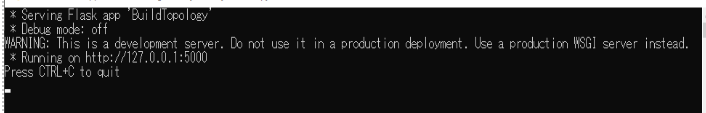 * Serving Flask app 'BuildTopology'
* Debug mode: off
WARNING: This is a development server. Do not use it in a production deployment. Use a production WSGI server instead.
* Running on http://127.0.0.1:5000
Press CTRL+C to quit